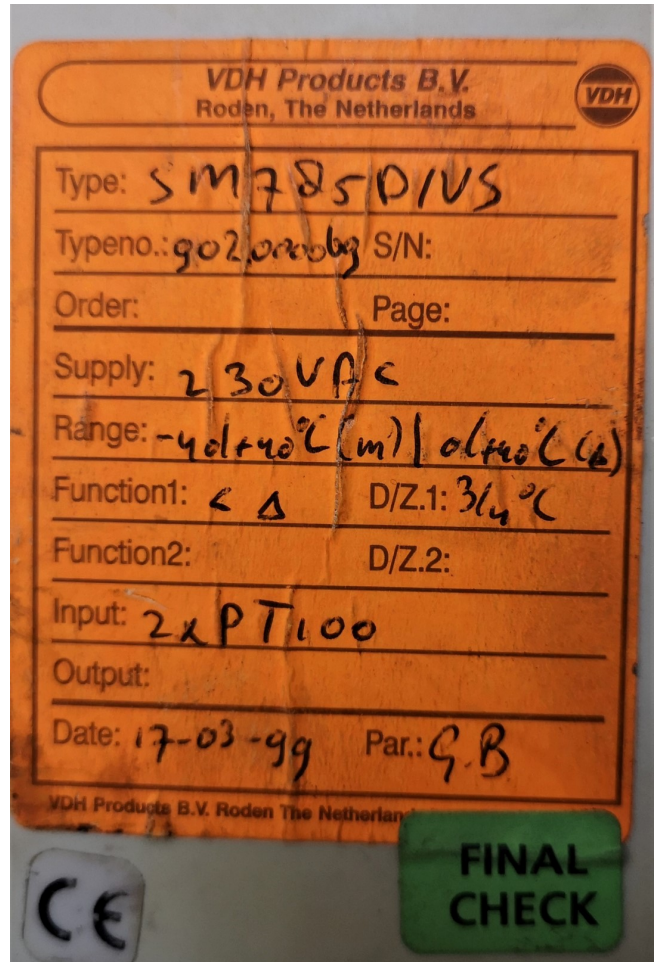 VDH Products B.V.
Roden, The Netherlands
VDH
Type: SM785D/VS
Typeno.: 902.000069 S/N:
Order: Page:
Supply: 230VAC
Range: -40/+40°C (m) | 0/+40°C (Δ)
Function1: < Δ D/Z.1: 3/4°C
Function2: D/Z.2:
Input: 2xPT100
Output:
Date: 17-03-99 Par.: G.B
VDH Products B.V. Roden The Netherlan
FINAL
CHECK
CE